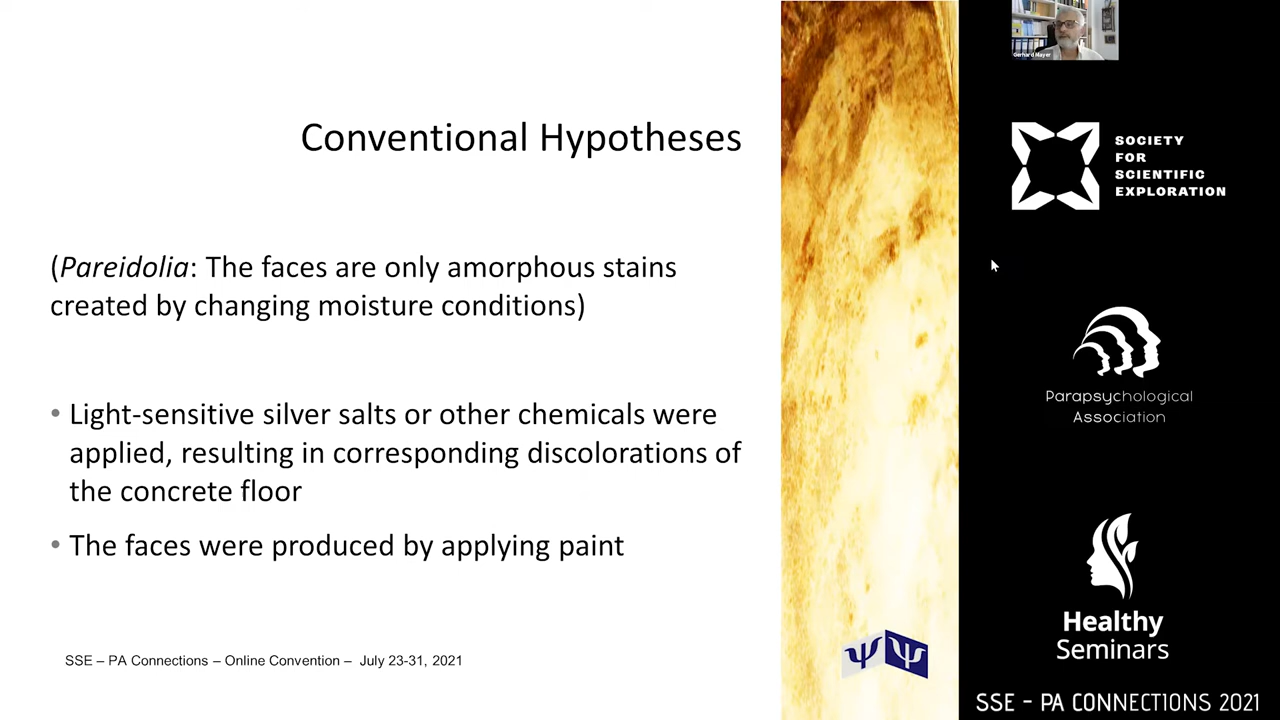 Conventional Hypotheses
(Pareidolia: The faces are only amorphous stains
created by changing moisture conditions)
• Light-sensitive silver salts or other chemicals were
applied, resulting in corresponding discolorations of
the concrete floor
• The faces were produced by applying paint
SSE – PA Connections – Online Convention – July 23-31, 2021
Ψ Ψ
Gerhard Mayer
SOCIETY
FOR
SCIENTIFIC
EXPLORATION
Parapsychological
Association
Healthy
Seminars
SSE - PA CONNECTIONS 2021